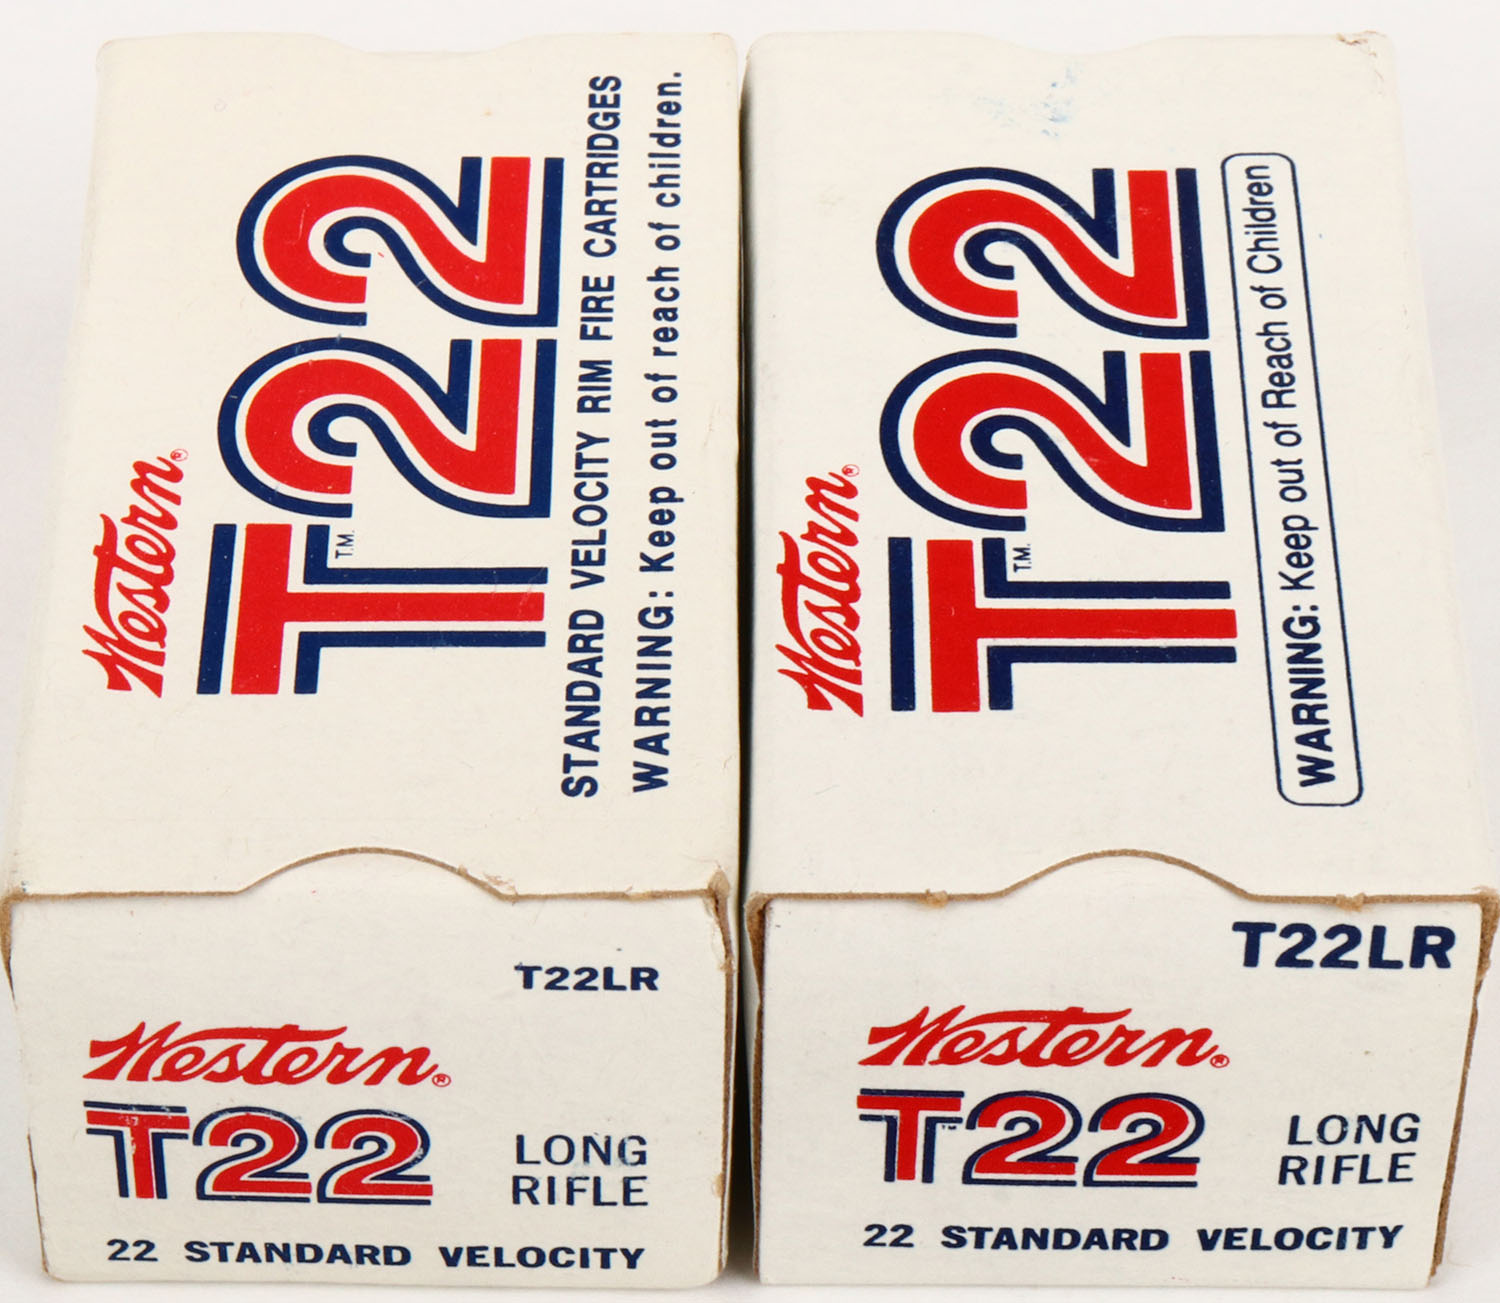 Western®
T22
T.M.
STANDARD VELOCITY RIM FIRE CARTRIDGES
WARNING: Keep out of reach of children.
T22LR
Western®
T22
LONG
RIFLE
22 STANDARD VELOCITY
Western®
T22
T.M.
WARNING: Keep out of Reach of Children
T22LR
Western®
T22
™
LONG
RIFLE
22 STANDARD VELOCITY